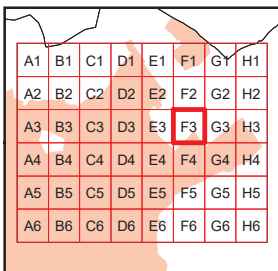 A1 B1 C1 D1 E1 F1 G1 H1
A2 B2 C2 D2 E2 F2 G2 H2
A3 B3 C3 D3 E3 F3 G3 H3
A4 B4 C4 D4 E4 F4 G4 H4
A5 B5 C5 D5 E5 F5 G5 H5
A6 B6 C6 D6 E6 F6 G6 H6